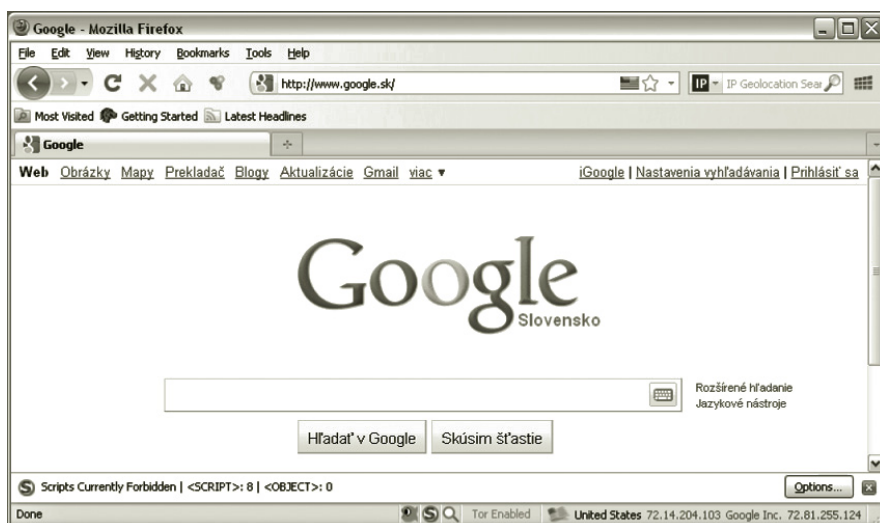 Google - Mozilla Firefox
File Edit View History Bookmarks Tools Help
http://www.google.sk/ IP IP Geolocation Sear
Most Visited Getting Started Latest Headlines
Google
Web Obrázky Mapy Prekladač Blogy Aktualizácie Gmail viac ▼ iGoogle | Nastavenia vyhľadávania | Prihlásiť sa
Google
Slovensko
Rozšírené hľadanie
Jazykové nástroje
Hľadať v Google Skúsim šťastie
Scripts Currently Forbidden | <SCRIPT>: 8 | <OBJECT>: 0 Options...
Done Tor Enabled United States 72.14.204.103 Google Inc. 72.81.255.124